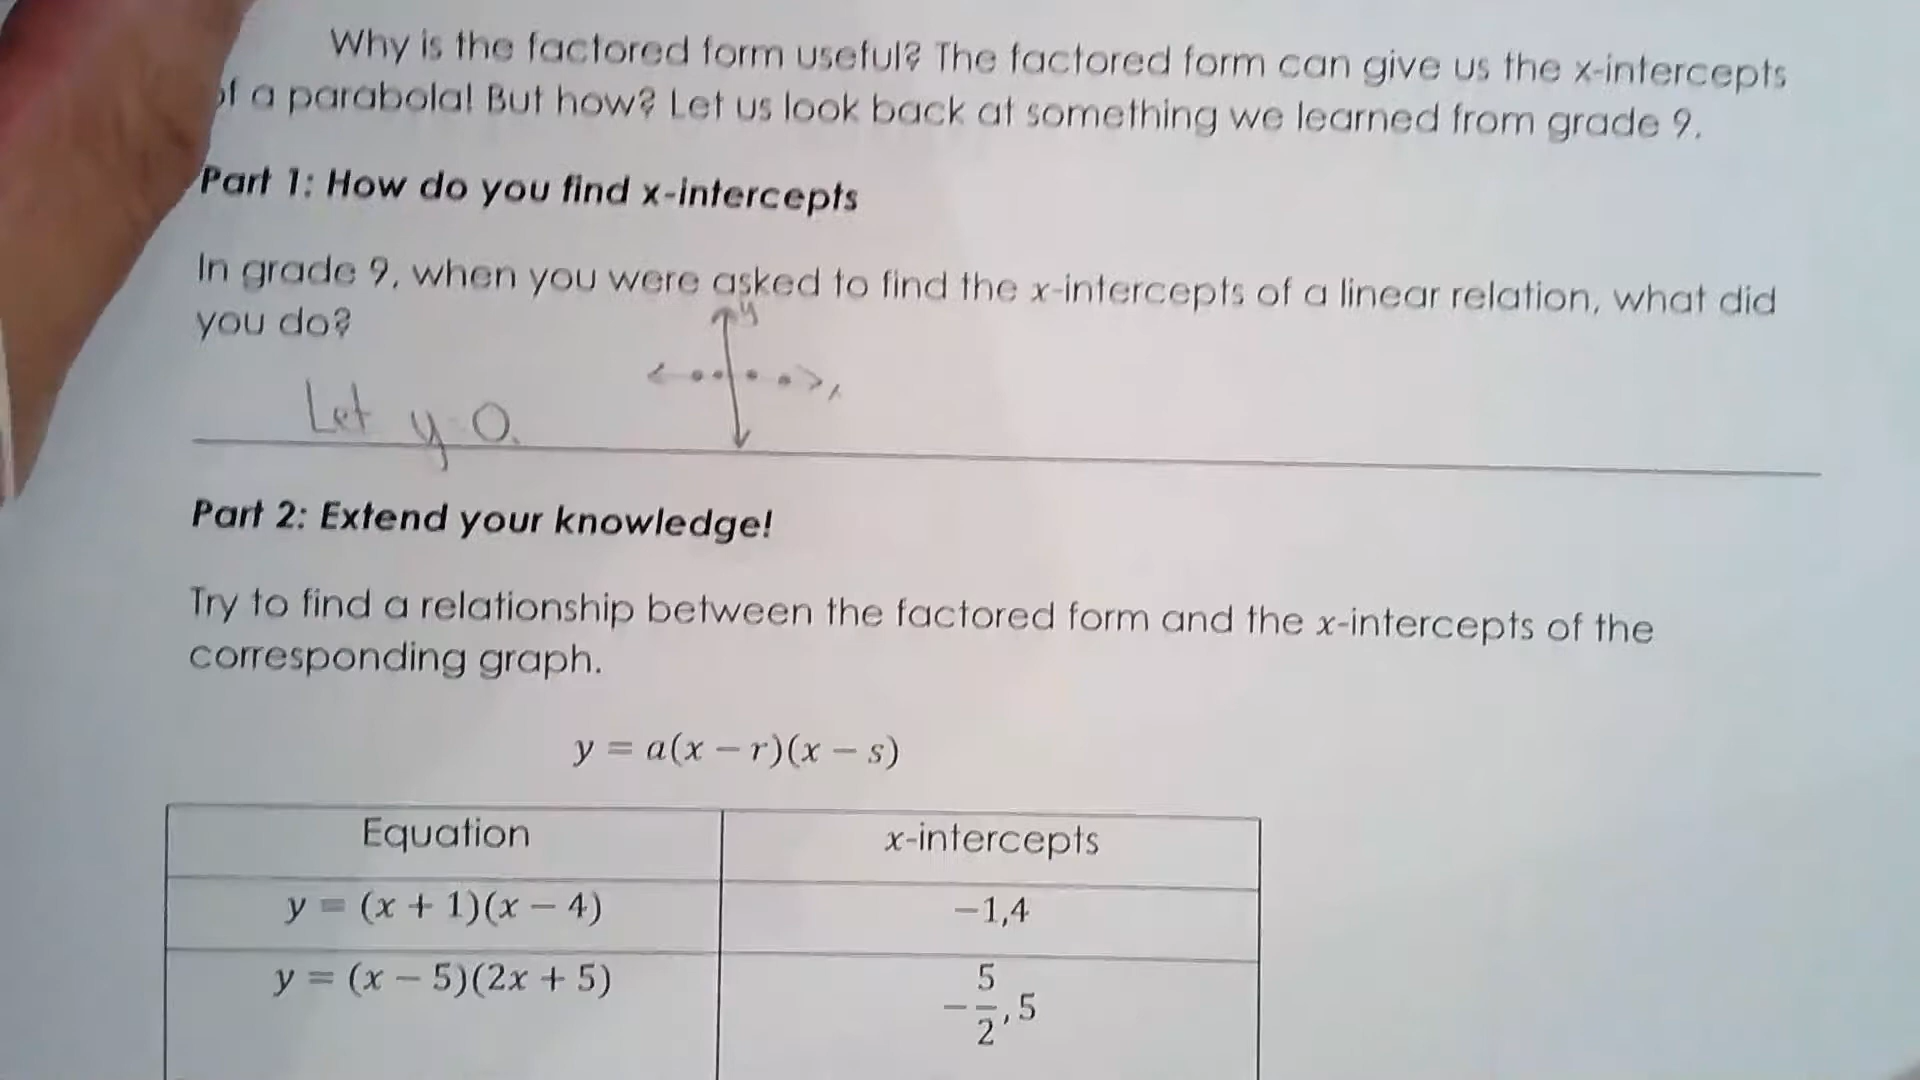 Why is the factored form useful? The factored form can give us the x-intercepts
of a parabola! But how? Let us look back at something we learned from grade 9.
Part 1: How do you find x-intercepts
In grade 9, when you were asked to find the x-intercepts of a linear relation, what did
you do?
y
x
Let y 0.
Part 2: Extend your knowledge!
Try to find a relationship between the factored form and the x-intercepts of the
corresponding graph.
y = a(x − r)(x − s)
Equation x-intercepts
y = (x + 1)(x − 4) −1,4
y = (x − 5)(2x + 5) −5/2, 5